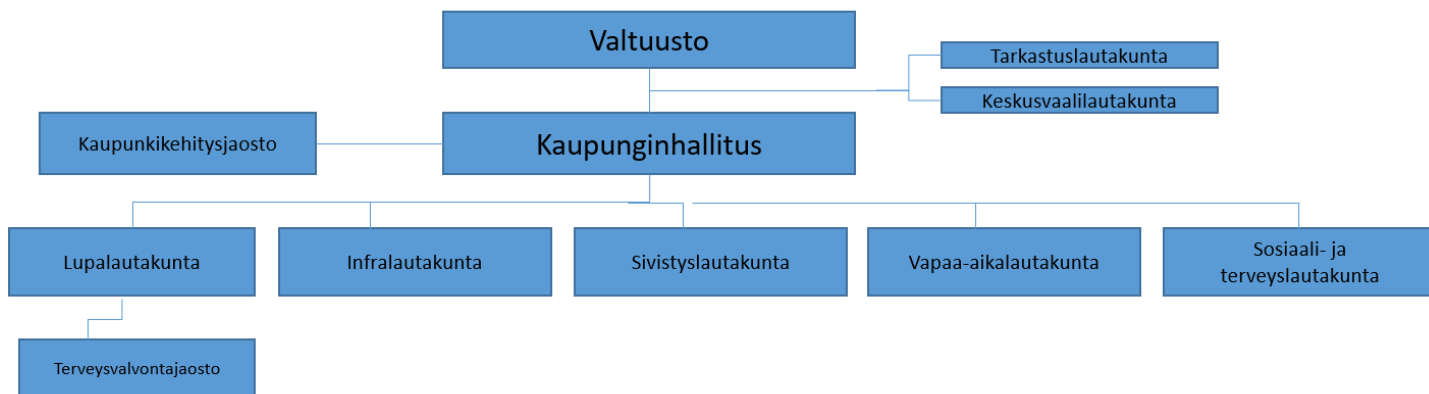 Valtuusto
Tarkastuslautakunta
Keskusvaalilautakunta
Kaupunkikehitysjaosto
Kaupunginhallitus
Lupalautakunta
Infralautakunta
Sivistyslautakunta
Vapaa-aikalautakunta
Sosiaali- ja
terveyslautakunta
Terveysvalvontajaosto